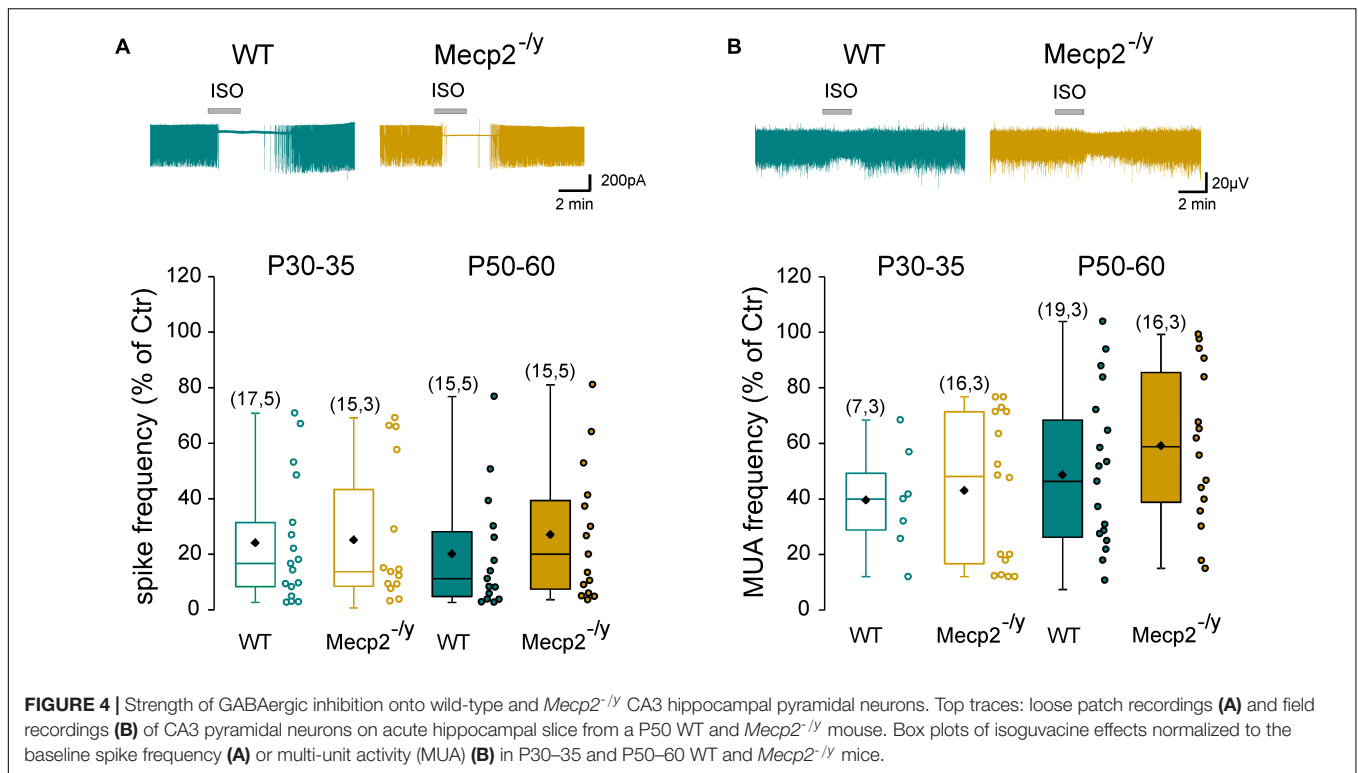 A
WT
Mecp2-/y
ISO
ISO
200pA
2 min
B
WT
Mecp2-/y
ISO
ISO
20µV
2 min
P30-35
P50-60
spike frequency (% of Ctr)
120
100
80
60
40
20
0
(17,5)
(15,3)
(15,5)
(15,5)
WT
Mecp2-/y
WT
Mecp2-/y
P30-35
P50-60
MUA frequency (% of Ctr)
120
100
80
60
40
20
0
(7,3)
(16,3)
(19,3)
(16,3)
WT
Mecp2-/y
WT
Mecp2-/y
FIGURE 4 | Strength of GABAergic inhibition onto wild-type and Mecp2-/y CA3 hippocampal pyramidal neurons. Top traces: loose patch recordings (A) and field
recordings (B) of CA3 pyramidal neurons on acute hippocampal slice from a P50 WT and Mecp2-/y mouse. Box plots of isoguvacine effects normalized to the
baseline spike frequency (A) or multi-unit activity (MUA) (B) in P30–35 and P50–60 WT and Mecp2-/y mice.